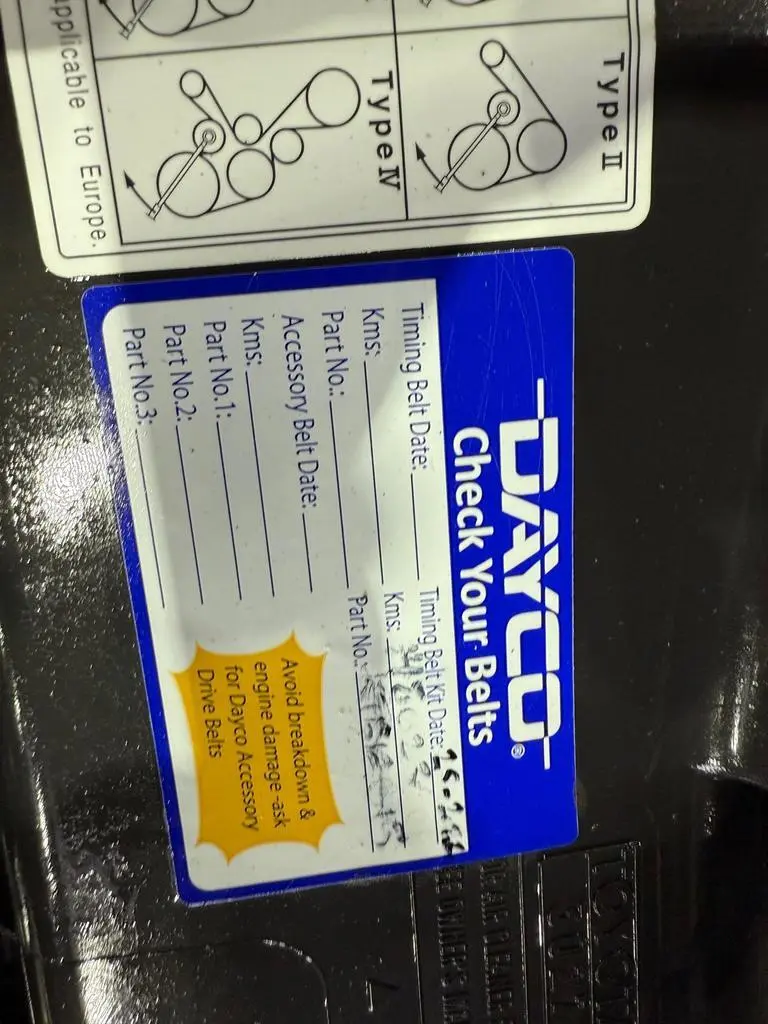 Type II
Type IV
applicable to Europe.
DAYCO®
Check Your Belts
Timing Belt Date:
Kms:
Part No.:
Accessory Belt Date:
Kms:
Part No.1:
Part No.2:
Part No.3:
Timing Belt Kit Date:
Kms:
Part No.:
Avoid breakdown &
engine damage -ask
for Dayco Accessory
Drive Belts